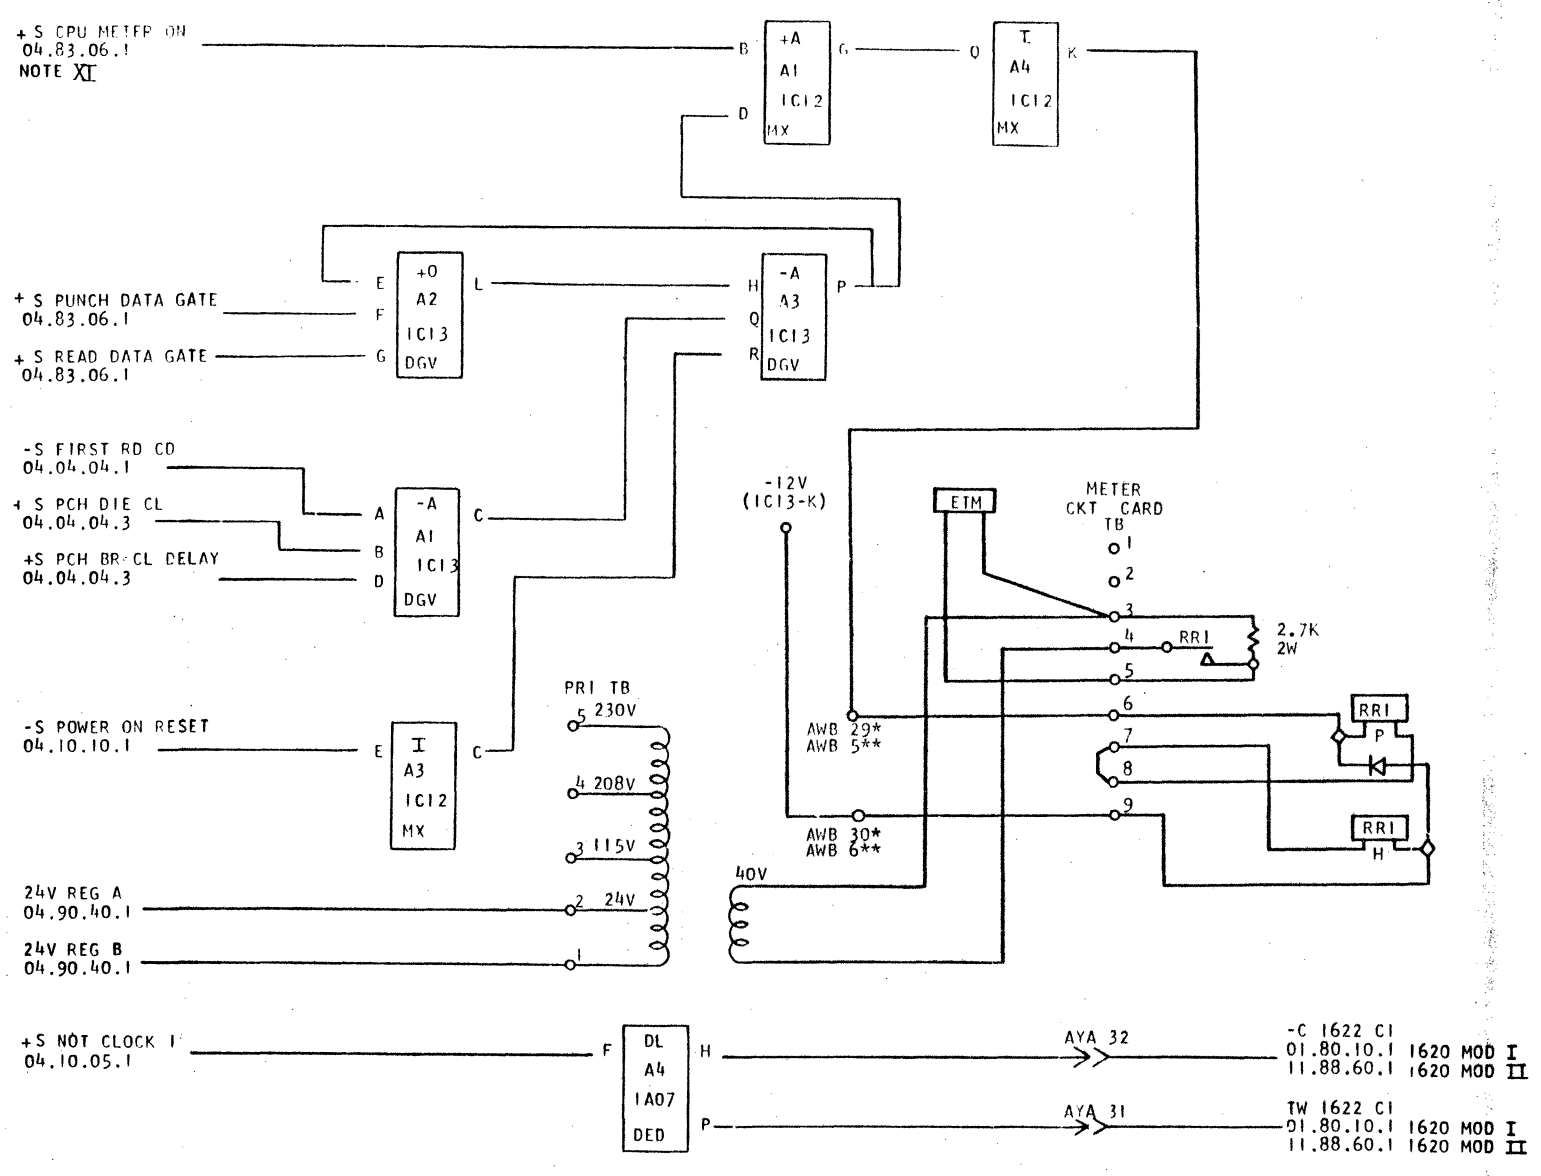 + S CPU METER ON
04.83.06.1
NOTE XI
B
D
+A
A1
1C12
MX
G
Q
I
A4
1C12
MX
K
+ S PUNCH DATA GATE
04.83.06.1
+ S READ DATA GATE
04.83.06.1
E
F
G
+O
A2
1C13
DGV
L
H
Q
R
-A
A3
1C13
DGV
P
-S FIRST RD CD
04.04.04.1
+ S PCH DIE CL
04.04.04.3
+S PCH BR CL DELAY
04.04.04.3
A
B
D
-A
A1
1C13
DGV
C
-12V
(1C13-K)
ETM
METER
CKT CARD
TB
1
2
3
4
5
6
7
8
9
RR1
2.7K
2W
RR1
P
RR1
H
AWB 29*
AWB 5**
AWB 30*
AWB 6**
-S POWER ON RESET
04.10.10.1
E
I
A3
1C12
MX
C
PRI TB
5 230V
4 208V
3 115V
2 24V
1
40V
24V REG A
04.90.40.1
24V REG B
04.90.40.1
+S NOT CLOCK 1
04.10.05.1
F
DL
A4
1A07
DED
H
P
AYA 32
AYA 31
-C 1622 C1
01.80.10.1 1620 MOD I
11.88.60.1 1620 MOD II
TW 1622 C1
01.80.10.1 1620 MOD I
11.88.60.1 1620 MOD II